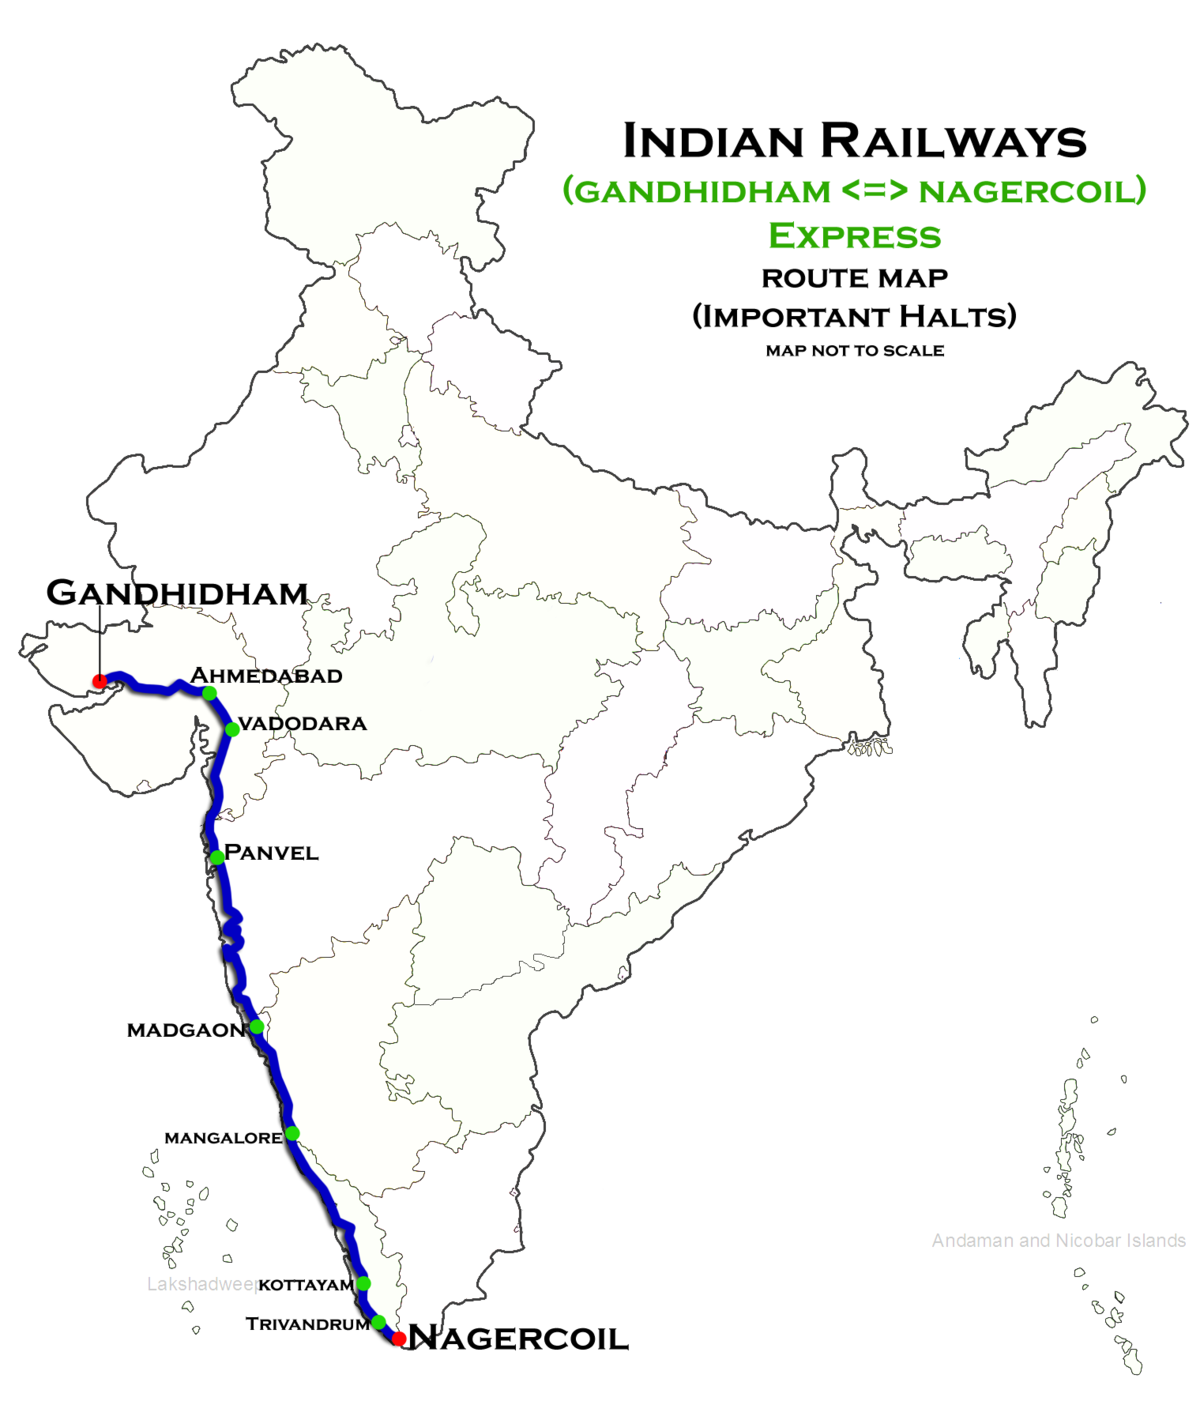 INDIAN RAILWAYS
(GANDHIDHAM <=> NAGERCOIL)
EXPRESS
ROUTE MAP
(IMPORTANT HALTS)
MAP NOT TO SCALE
GANDHIDHAM
AHMEDABAD
VADODARA
PANVEL
MADGAON
MANGALORE
Andaman and Nicobar Islands
Lakshadweep
KOTTAYAM
TRIVANDRUM
NAGERCOIL